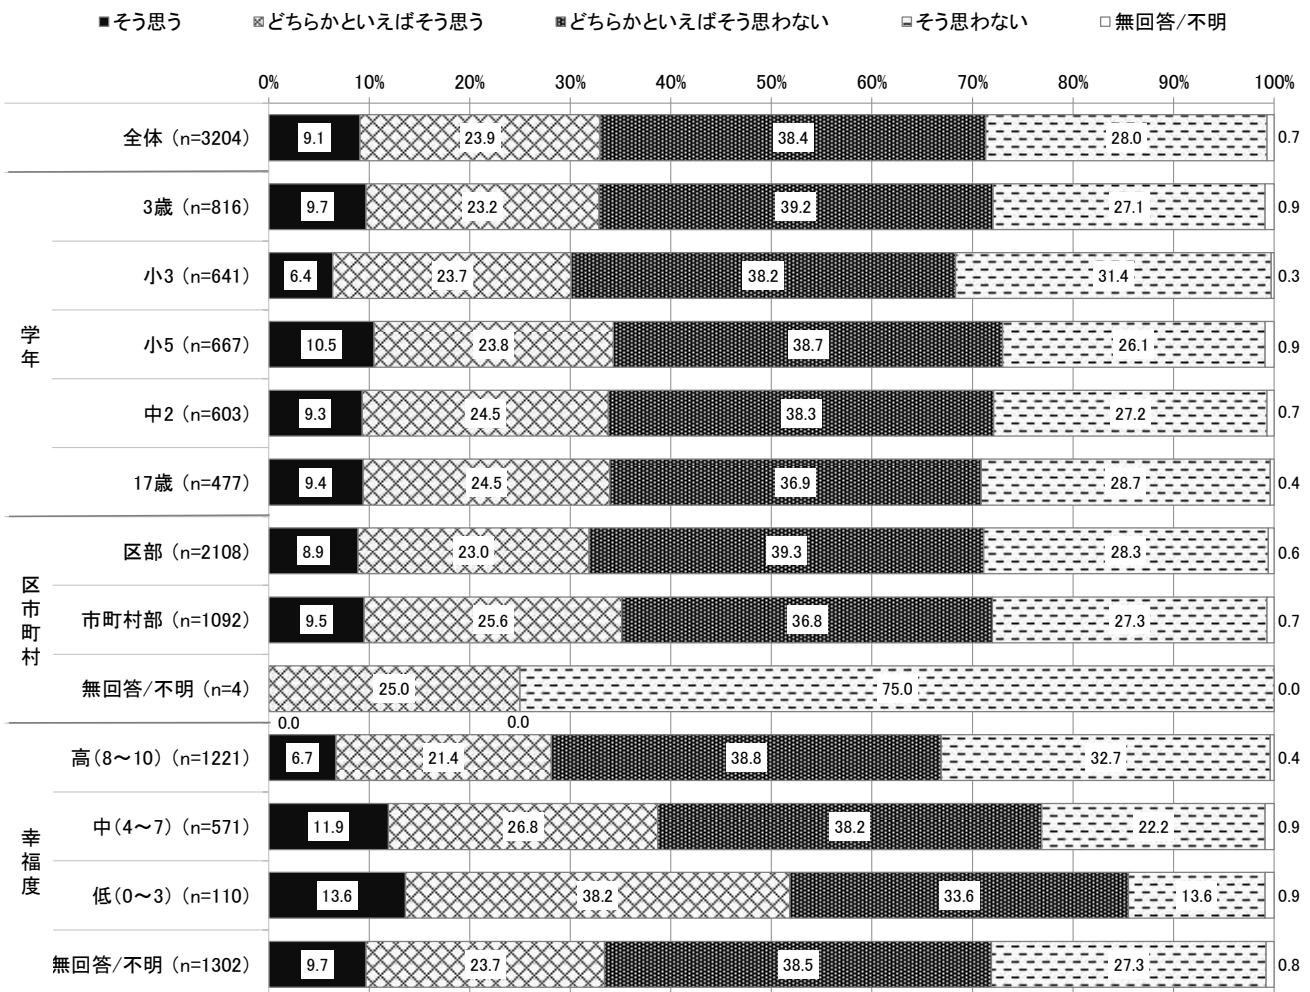 そう思う どちらかといえばそう思う どちらかといえばそう思わない そう思わない 無回答/不明
0% 10% 20% 30% 40% 50% 60% 70% 80% 90% 100%
全体（n=3204） 9.1 23.9 38.4 28.0 0.7
学年
3歳（n=816） 9.7 23.2 39.2 27.1 0.9
小3（n=641） 6.4 23.7 38.2 31.4 0.3
小5（n=667） 10.5 23.8 38.7 26.1 0.9
中2（n=603） 9.3 24.5 38.3 27.2 0.7
17歳（n=477） 9.4 24.5 36.9 28.7 0.4
区市町村
区部（n=2108） 8.9 23.0 39.3 28.3 0.6
市町村部（n=1092） 9.5 25.6 36.8 27.3 0.7
無回答/不明（n=4） 25.0 75.0 0.0
0.0 0.0
幸福度
高(8～10)（n=1221） 6.7 21.4 38.8 32.7 0.4
中(4～7)（n=571） 11.9 26.8 38.2 22.2 0.9
低(0～3)（n=110） 13.6 38.2 33.6 13.6 0.9
無回答/不明（n=1302） 9.7 23.7 38.5 27.3 0.8